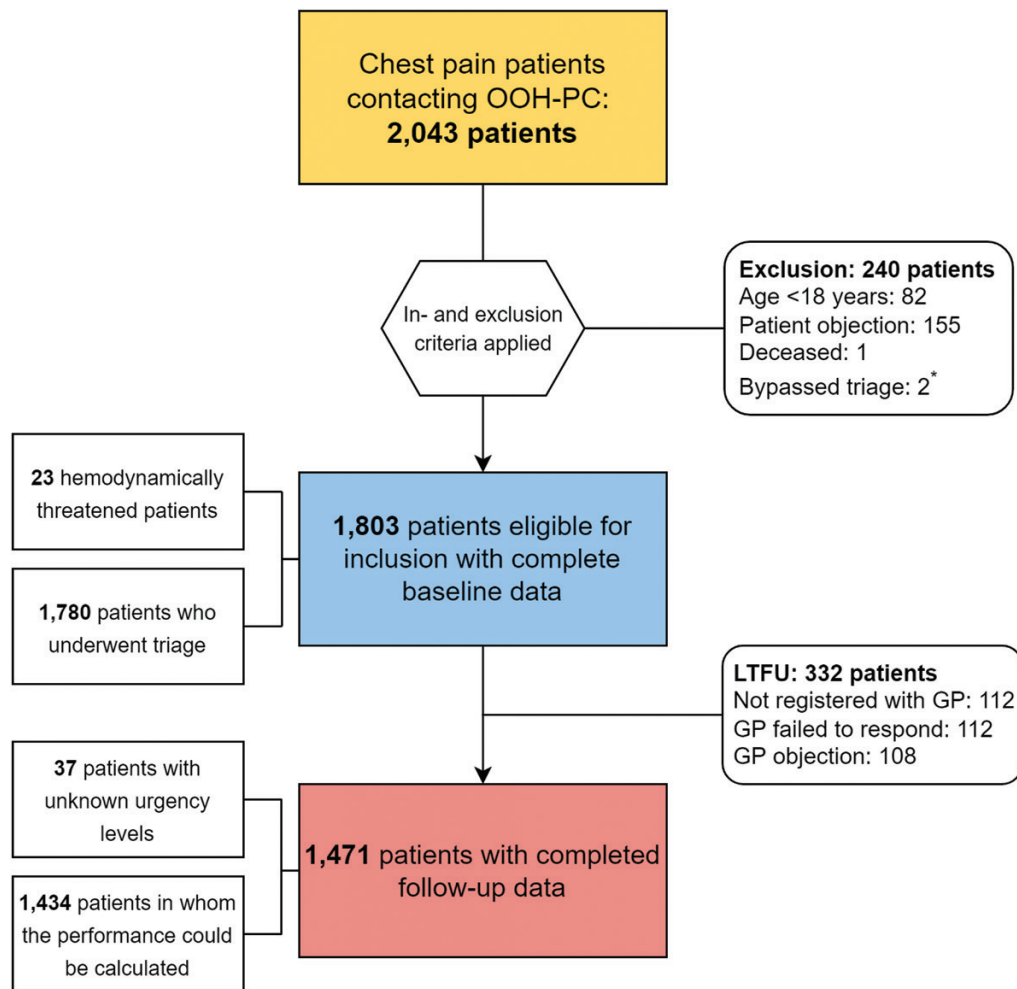 Chest pain patients
contacting OOH-PC:
2,043 patients
In- and exclusion
criteria applied
Exclusion: 240 patients
Age <18 years: 82
Patient objection: 155
Deceased: 1
Bypassed triage: 2*
23 hemodynamically
threatened patients
1,780 patients who
underwent triage
1,803 patients eligible for
inclusion with complete
baseline data
LTFU: 332 patients
Not registered with GP: 112
GP failed to respond: 112
GP objection: 108
37 patients with
unknown urgency
levels
1,434 patients in whom
the performance could
be calculated
1,471 patients with completed
follow-up data